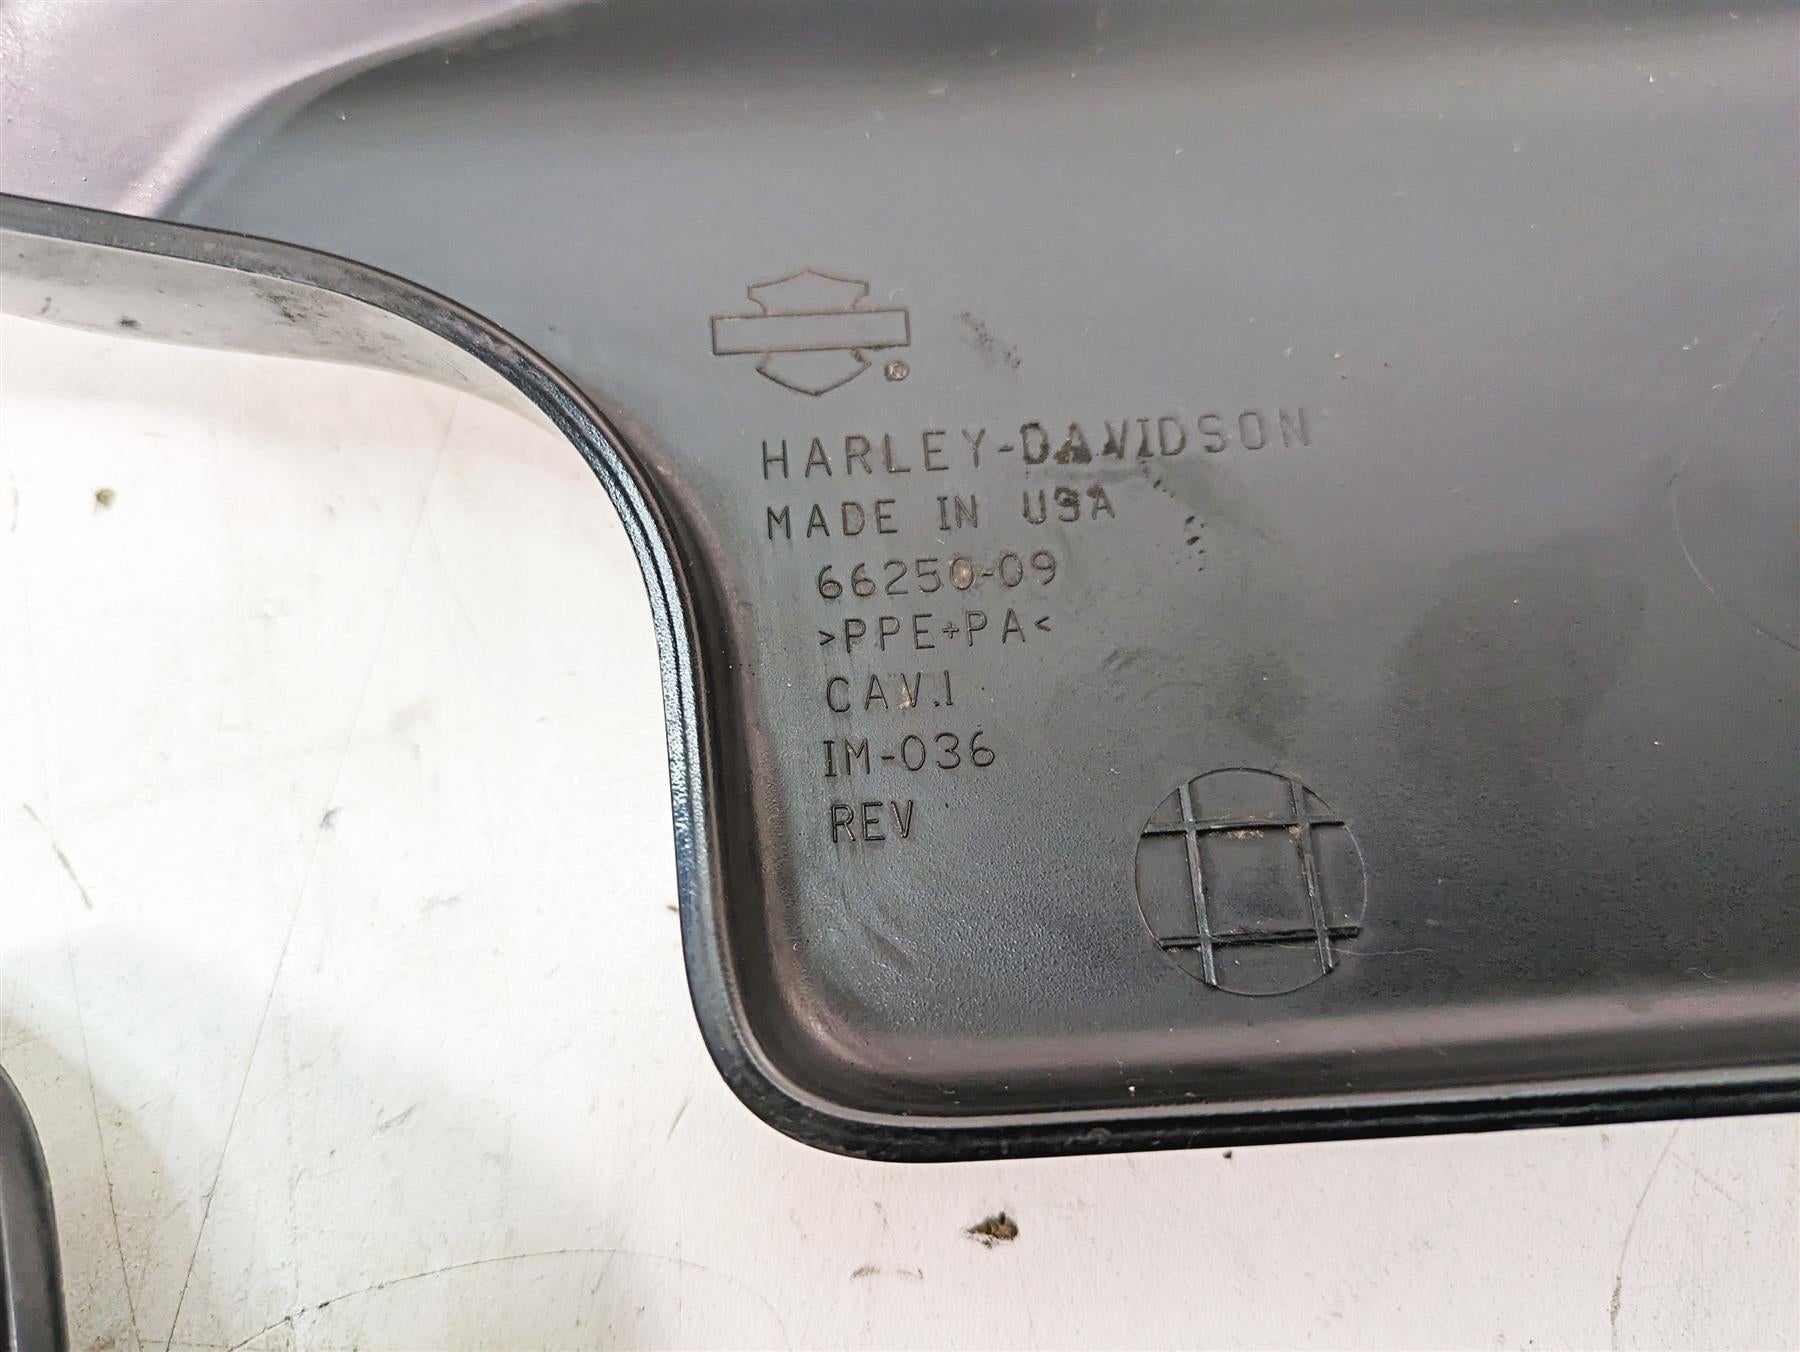 ®
HARLEY-DAVIDSON
MADE IN USA
66250-09
>PPE+PA<
CAV.1
IM-036
REV